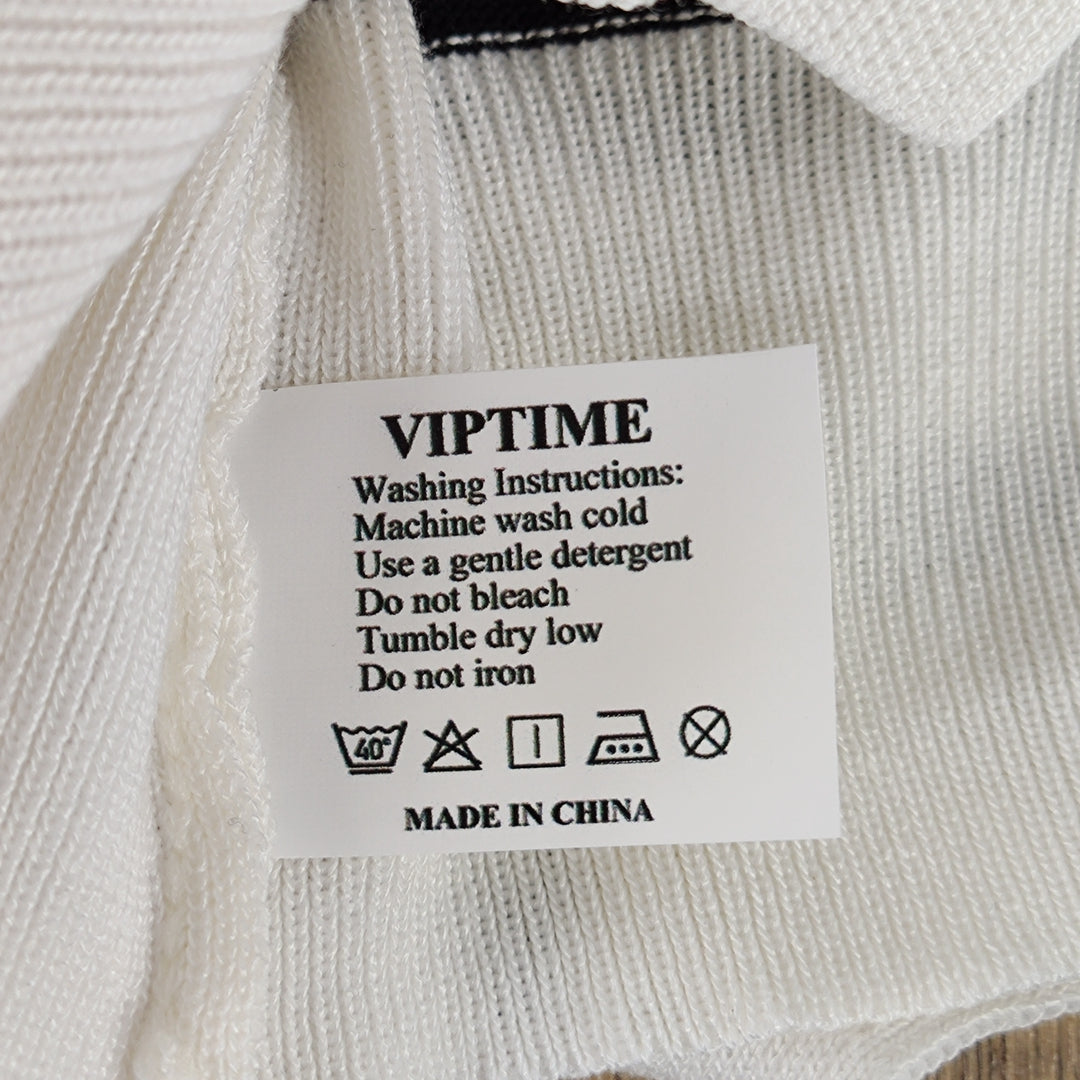 VIPTIME
Washing Instructions:
Machine wash cold
Use a gentle detergent
Do not bleach
Tumble dry low
Do not iron
40°
MADE IN CHINA